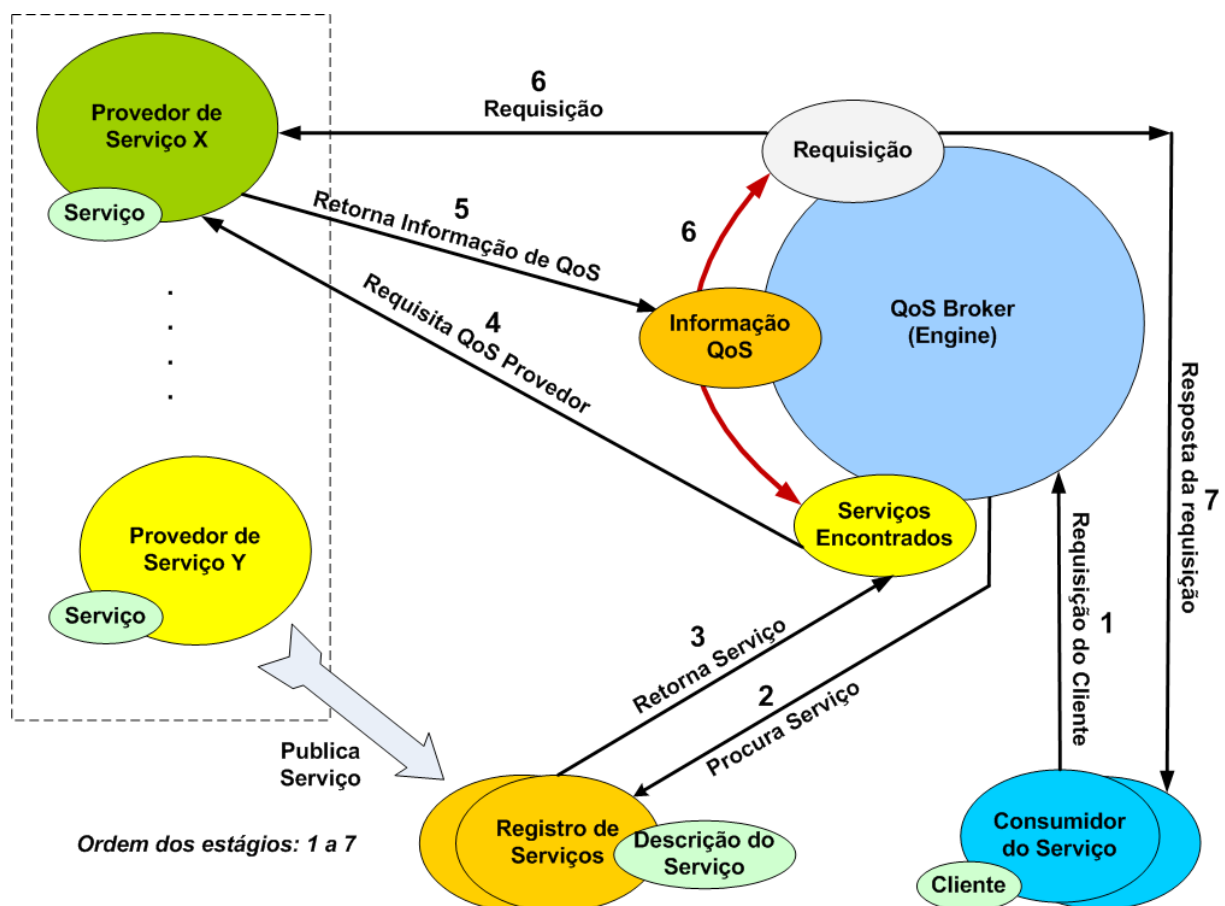 6
Requisição
Provedor de
Serviço X
Requisição
Serviço
5
Retorna Informação de QoS
6
4
Requisita QoS Provedor
Informação
QoS
QoS Broker
(Engine)
.
.
.
.
Resposta da requisição
7
Serviços
Encontrados
Provedor de
Serviço Y
Serviço
3
Retorna Serviço
2
Procura Serviço
1
Requisição do Cliente
Publica
Serviço
Ordem dos estágios: 1 a 7
Registro de
Serviços
Descrição do
Serviço
Consumidor
do Serviço
Cliente